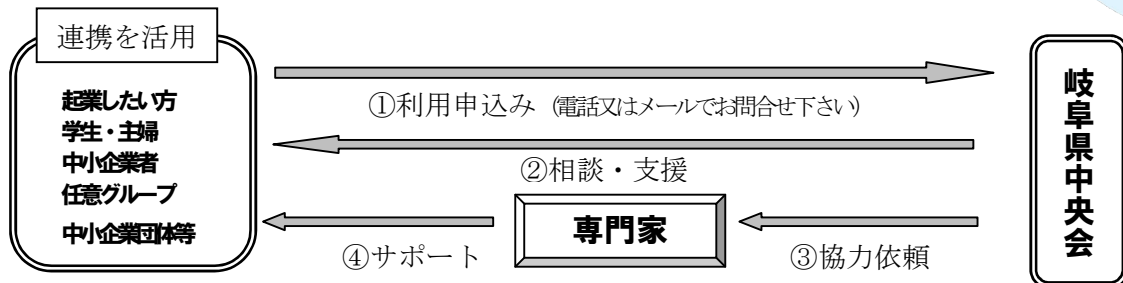 連携を活用
起業したい方
学生・主婦
中小企業者
任意グループ
中小企業団体等
①利用申込み (電話又はメールでお問合せ下さい)
②相談・支援
専門家
④サポート
③協力依頼
岐阜県中央会